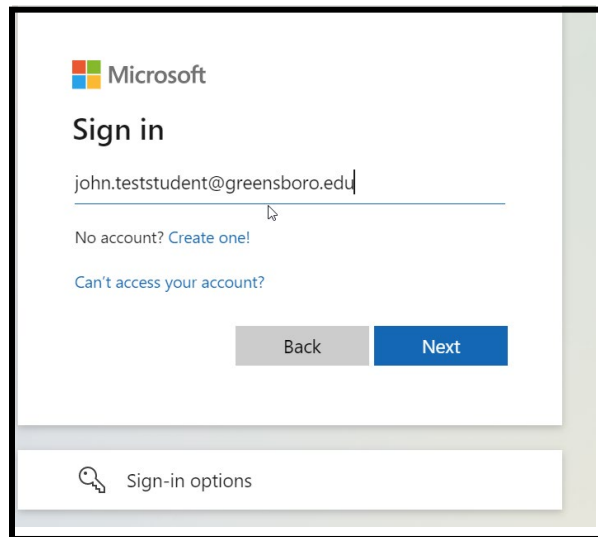 Microsoft
Sign in
john.teststudent@greensboro.edu
No account? Create one!
Can't access your account?
Back Next
Sign-in options